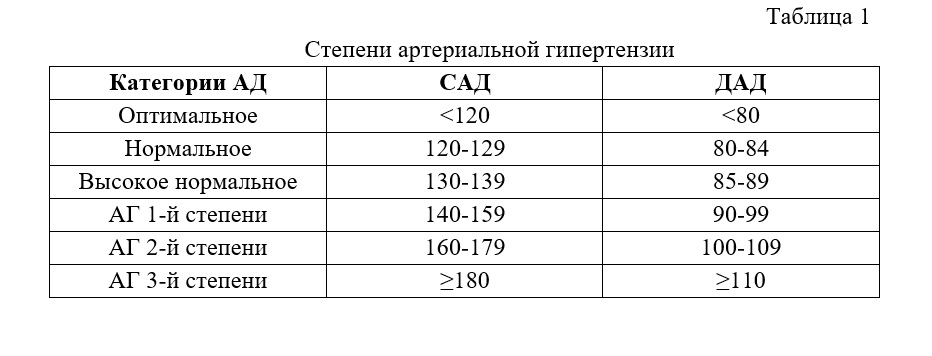 Таблица 1
Степени артериальной гипертензии
Категории АД САД ДАД
Оптимальное <120 <80
Нормальное 120-129 80-84
Высокое нормальное 130-139 85-89
АГ 1-й степени 140-159 90-99
АГ 2-й степени 160-179 100-109
АГ 3-й степени ≥180 ≥110